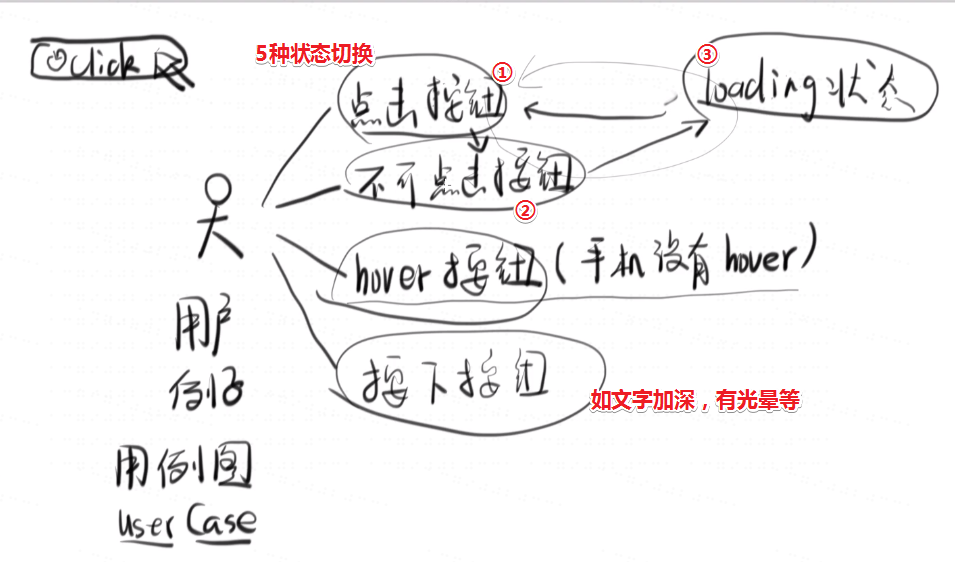 click
5种状态切换
①
点击按钮
③
loading状态
不可点击按钮
②
hover按钮(手机没有hover)
用户
例子
按下按钮
如文字加深，有光晕等
用例图
user Case